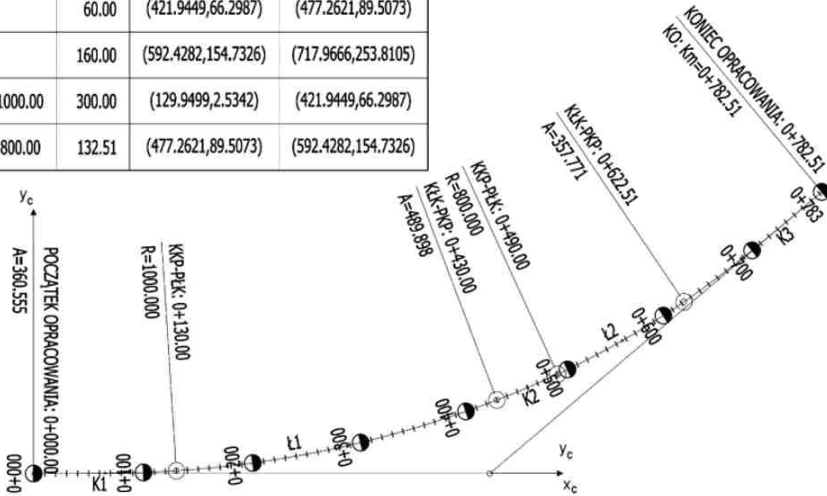 60.00 (421.9449,66.2987) (477.2621,89.5073)
160.00 (592.4282,154.7326) (717.9666,253.8105)
1000.00 300.00 (129.9499,2.5342) (421.9449,66.2987)
800.00 132.51 (477.2621,89.5073) (592.4282,154.7326)
KONIEC OPRACOWANIA: 0+782.51
KO: Km=0+782.51
KŁK-PKP: 0+622.51
A=357.771
KKP-PŁK: 0+490.00
R=800.000
KŁK-PKP: 0+430.00
A=489.898
KKP-PŁK: 0+130.00
R=1000.000
POCZĄTEK OPRACOWANIA: 0+000.00
A=360.555
yc
0+783
K3
0+700
0+600
Ł2
0+500
K2
0+400
0+300
Ł1
0+200
0+100
K1
0+000
yc
xc